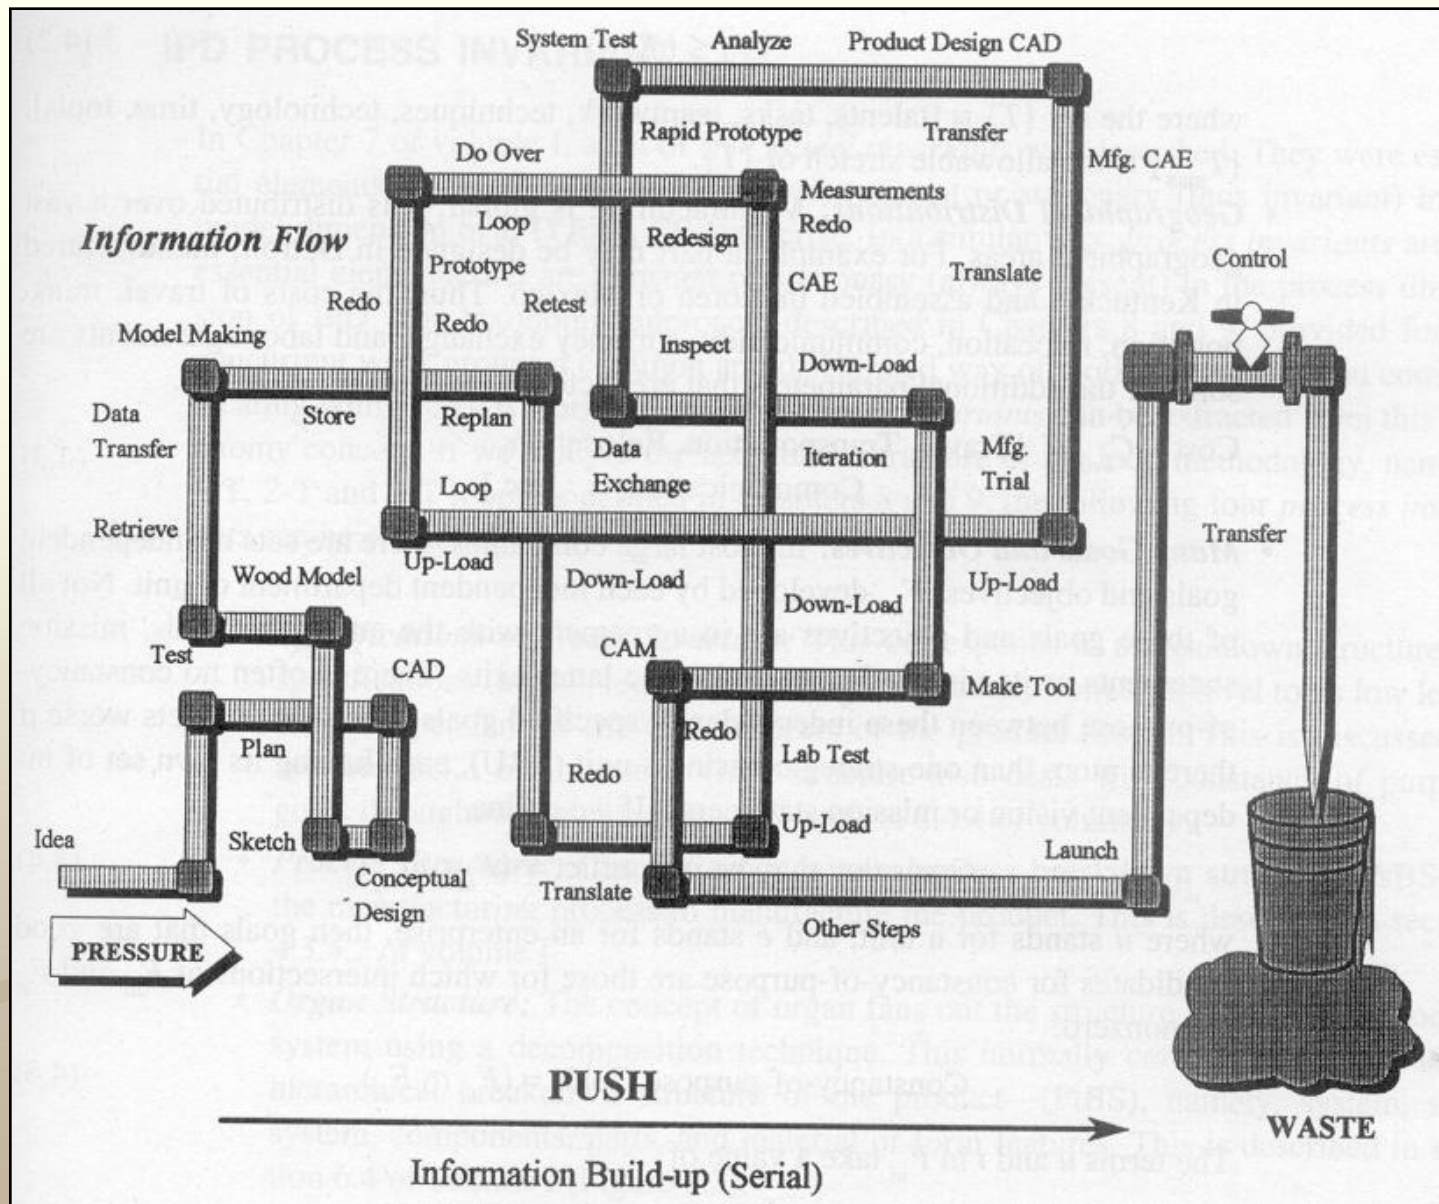 System Test
Analyze
Product Design CAD
Rapid Prototype
Transfer
Mfg. CAE
Do Over
Measurements
Redo
Loop
Redesign
Information Flow
Prototype
Redo
Redo
Retest
CAE
Translate
Control
Model Making
Inspect
Down-Load
Data
Transfer
Store
Replan
Data
Exchange
Iteration
Mfg.
Trial
Loop
Retrieve
Transfer
Up-Load
Down-Load
Up-Load
Wood Model
Down-Load
Test
CAD
CAM
Make Tool
Plan
Redo
Lab Test
Redo
Idea
Sketch
Up-Load
Launch
Conceptual
Design
Translate
Other Steps
PRESSURE
PUSH
WASTE
Information Build-up (Serial)